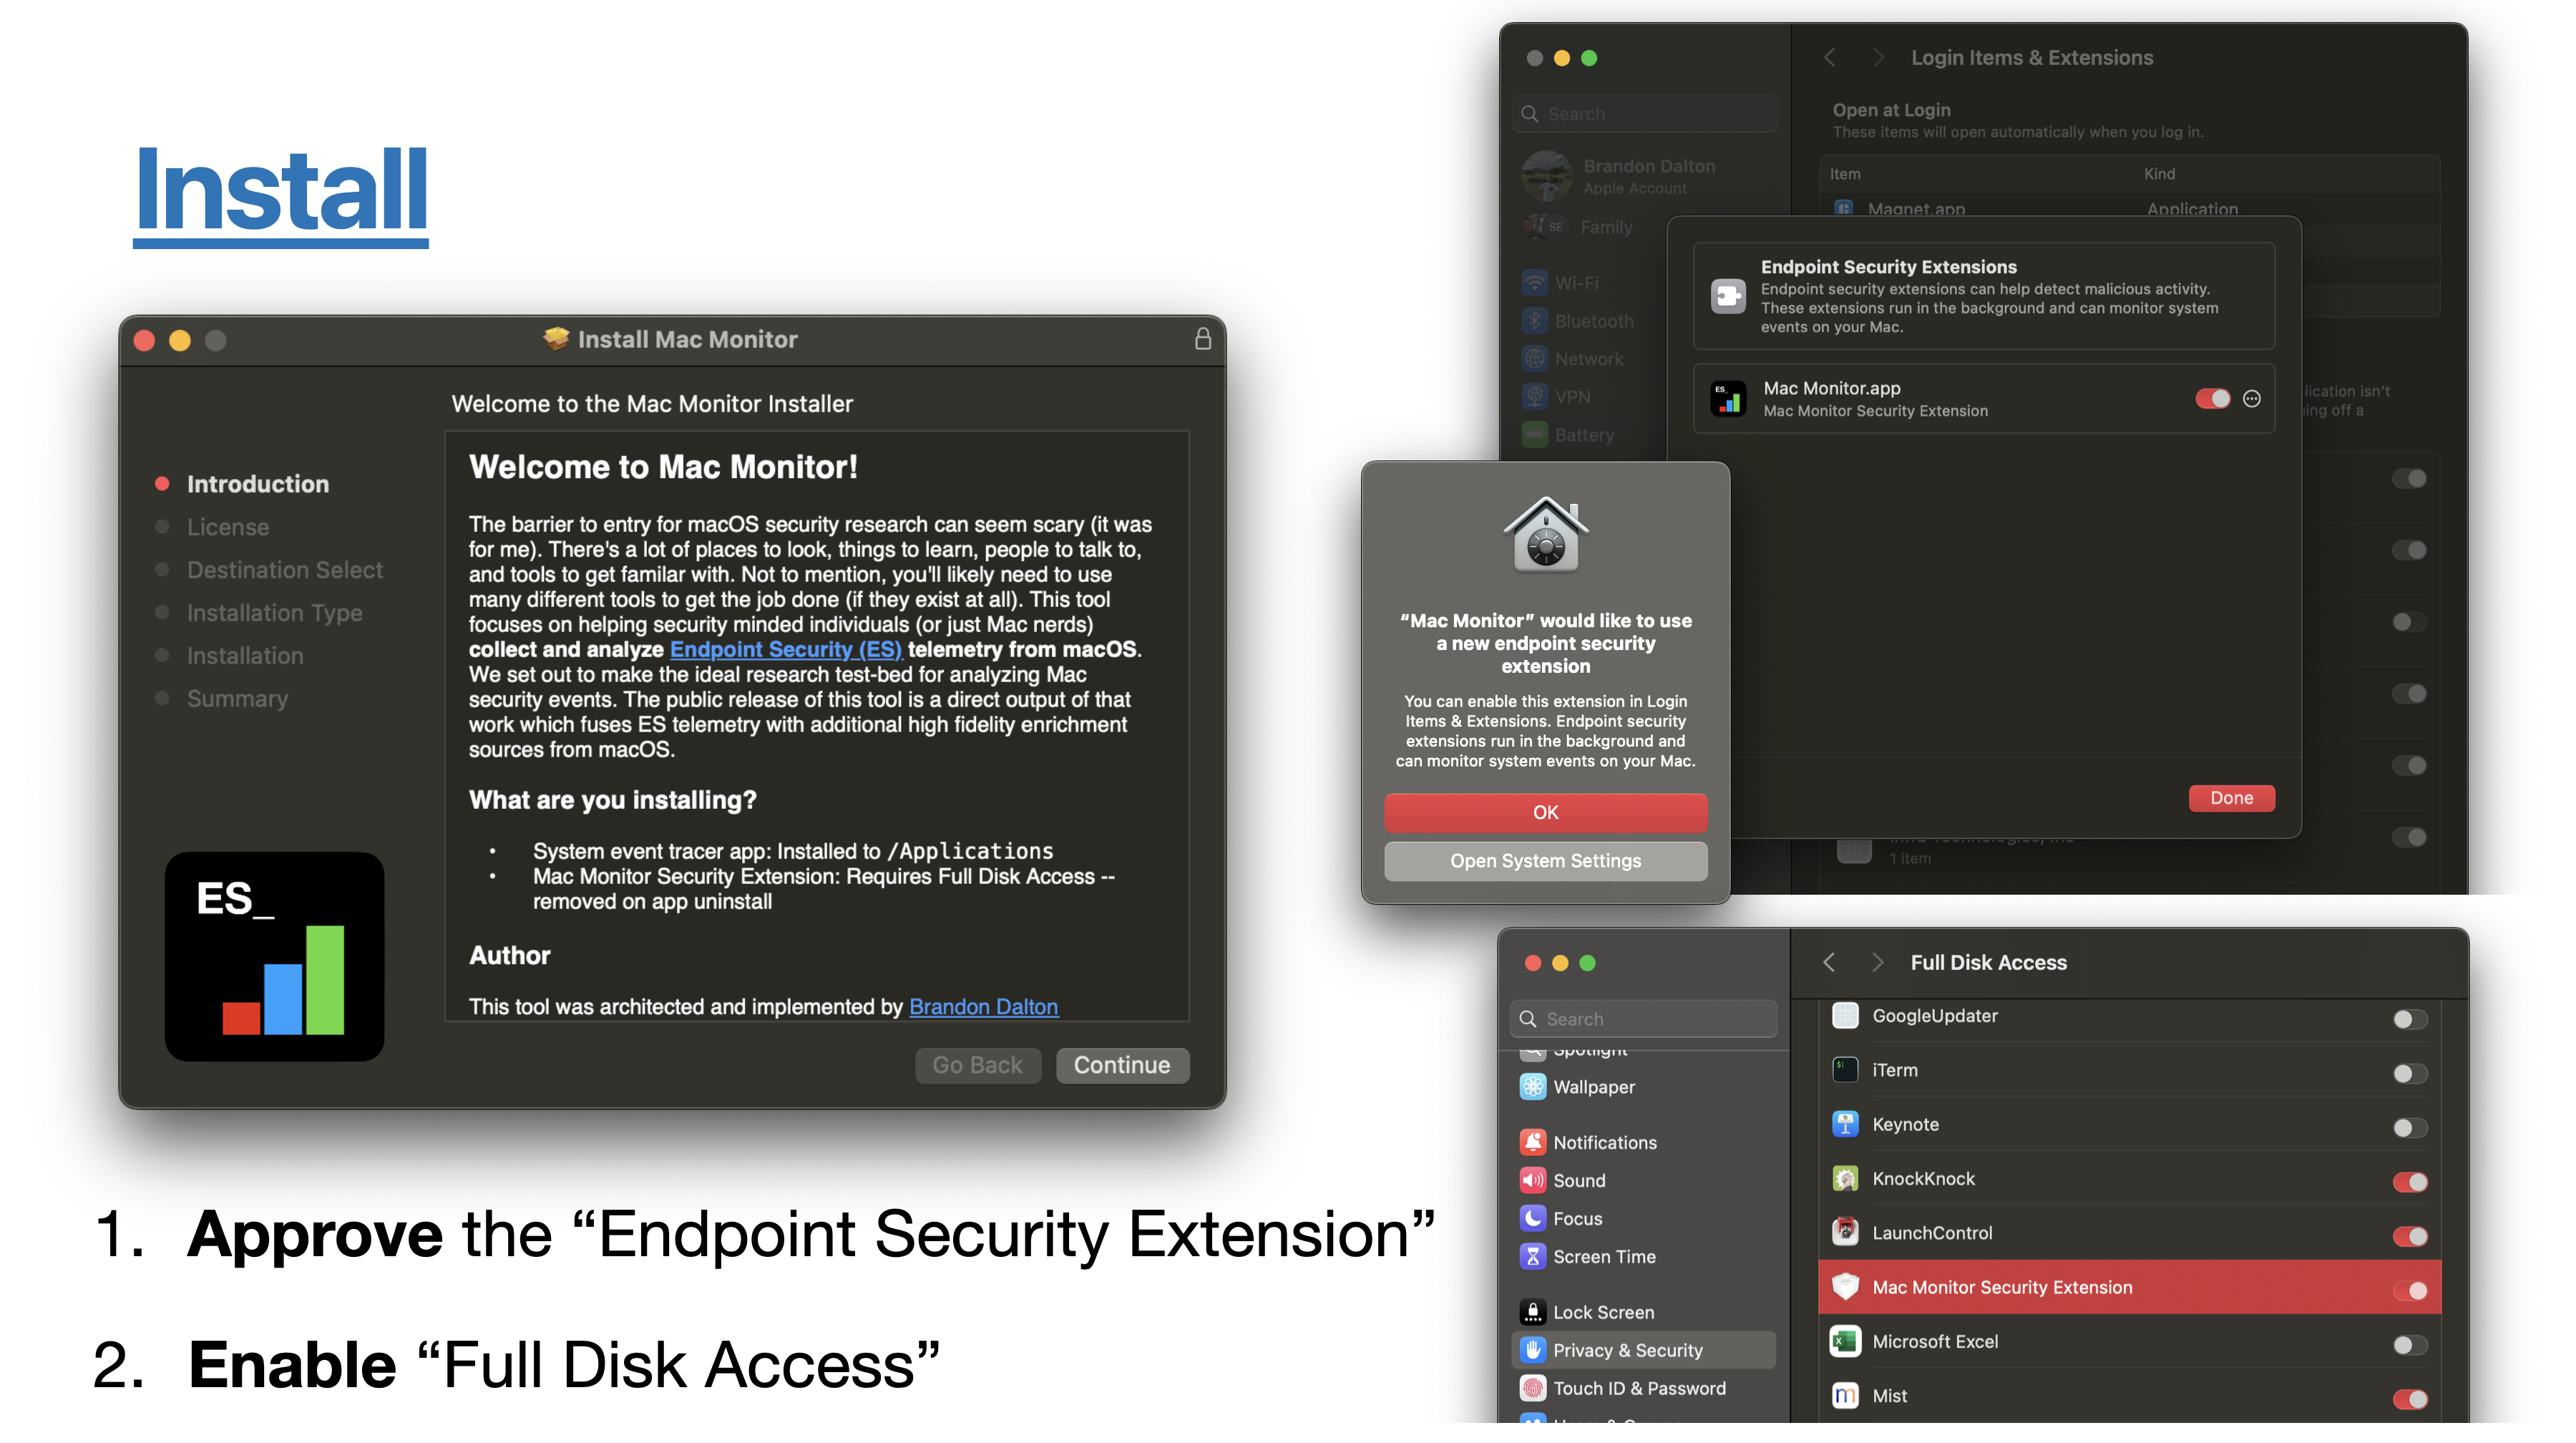 Install
Install Mac Monitor
Welcome to the Mac Monitor Installer
Introduction
License
Destination Select
Installation Type
Installation
Summary
ES_
Welcome to Mac Monitor!
The barrier to entry for macOS security research can seem scary (it was
for me). There's a lot of places to look, things to learn, people to talk to,
and tools to get familar with. Not to mention, you'll likely need to use
many different tools to get the job done (if they exist at all). This tool
focuses on helping security minded individuals (or just Mac nerds)
collect and analyze Endpoint Security (ES) telemetry from macOS.
We set out to make the ideal research test-bed for analyzing Mac
security events. The public release of this tool is a direct output of that
work which fuses ES telemetry with additional high fidelity enrichment
sources from macOS.
What are you installing?
• System event tracer app: Installed to /Applications
• Mac Monitor Security Extension: Requires Full Disk Access --
removed on app uninstall
Author
This tool was architected and implemented by Brandon Dalton
Go Back
Continue
1. Approve the “Endpoint Security Extension”
2. Enable “Full Disk Access”
Login Items & Extensions
Search
Brandon Dalton
Apple Account
SE
Family
Wi-Fi
Bluetooth
Network
VPN
Battery
Open at Login
These items will open automatically when you log in.
Item Kind
Magnet.app Application
Endpoint Security Extensions
Endpoint security extensions can help detect malicious activity.
These extensions run in the background and can monitor system
events on your Mac.
ES_
Mac Monitor.app
Mac Monitor Security Extension
lication isn’t
ing off a
Done
1 item
“Mac Monitor” would like to use
a new endpoint security
extension
You can enable this extension in Login
Items & Extensions. Endpoint security
extensions run in the background and
can monitor system events on your Mac.
OK
Open System Settings
Full Disk Access
Search
Spotlight
Wallpaper
Notifications
Sound
Focus
Screen Time
Lock Screen
Privacy & Security
Touch ID & Password
GoogleUpdater
iTerm
Keynote
KnockKnock
LaunchControl
Mac Monitor Security Extension
Microsoft Excel
Mist